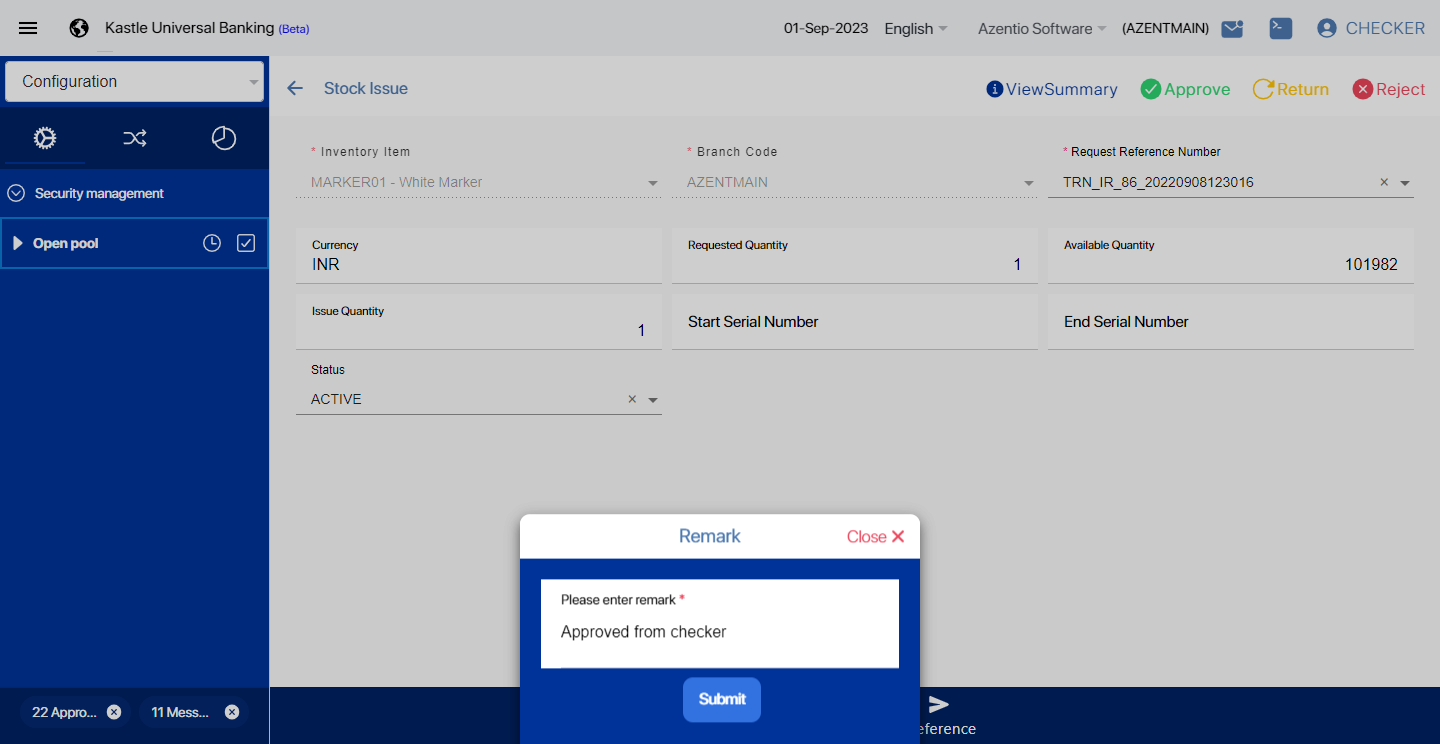 Kastle Universal Banking (Beta)
01-Sep-2023 English Azentio Software (AZENTMAIN) CHECKER
Configuration
Stock Issue
ViewSummary Approve Return Reject
Security management
Open pool
* Inventory Item * Branch Code * Request Reference Number
MARKER01 - White Marker AZENTMAIN TRN_IR_86_20220908123016
Currency Requested Quantity Available Quantity
INR 1 101982
Issue Quantity Start Serial Number End Serial Number
1
Status
ACTIVE
Remark Close
Please enter remark *
Approved from checker
Submit
22 Appro... 11 Mess...
eference